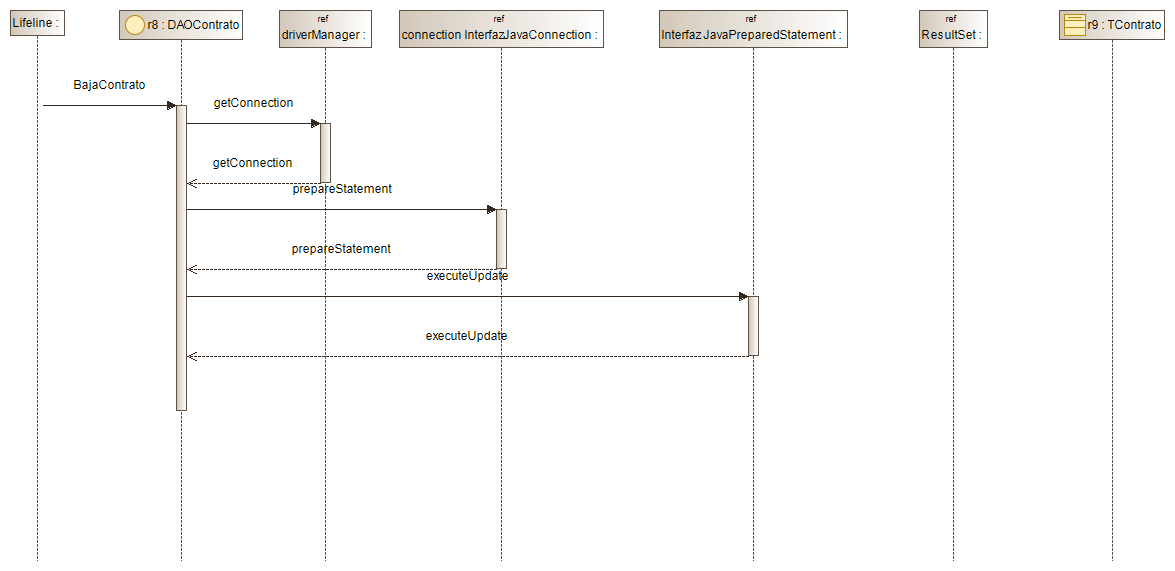 Lifeline :
r8 : DAOContrato
ref
driverManager :
ref
connection InterfazJavaConnection :
ref
InterfazJavaPreparedStatement :
ref
ResultSet :
r9 : TContrato
BajaContrato
getConnection
getConnection
prepareStatement
prepareStatement
executeUpdate
executeUpdate